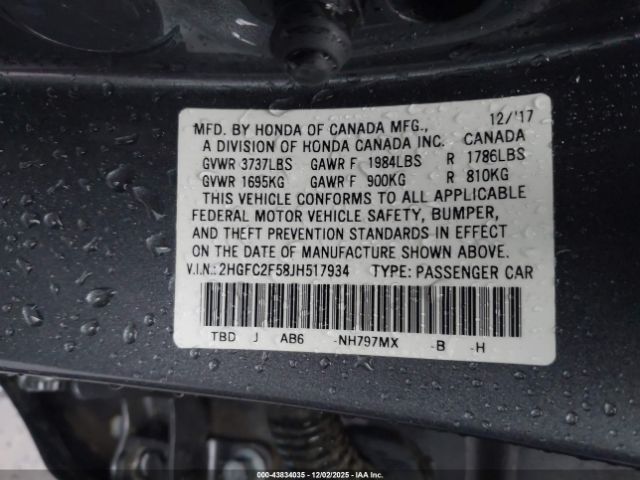 MFD. BY HONDA OF CANADA MFG., 12/'17
A DIVISION OF HONDA CANADA INC. CANADA
GVWR 3737LBS GAWR F 1984LBS R 1786LBS
GVWR 1695KG GAWR F 900KG R 810KG
THIS VEHICLE CONFORMS TO ALL APPLICABLE
FEDERAL MOTOR VEHICLE SAFETY, BUMPER,
AND THEFT PREVENTION STANDARDS IN EFFECT
ON THE DATE OF MANUFACTURE SHOWN ABOVE.
V.I.N.: 2HGFC2F58JH517934 TYPE: PASSENGER CAR
TBD J AB6 -NH797MX -B -H
000-43834035 - 12/02/2025 - IAA Inc.